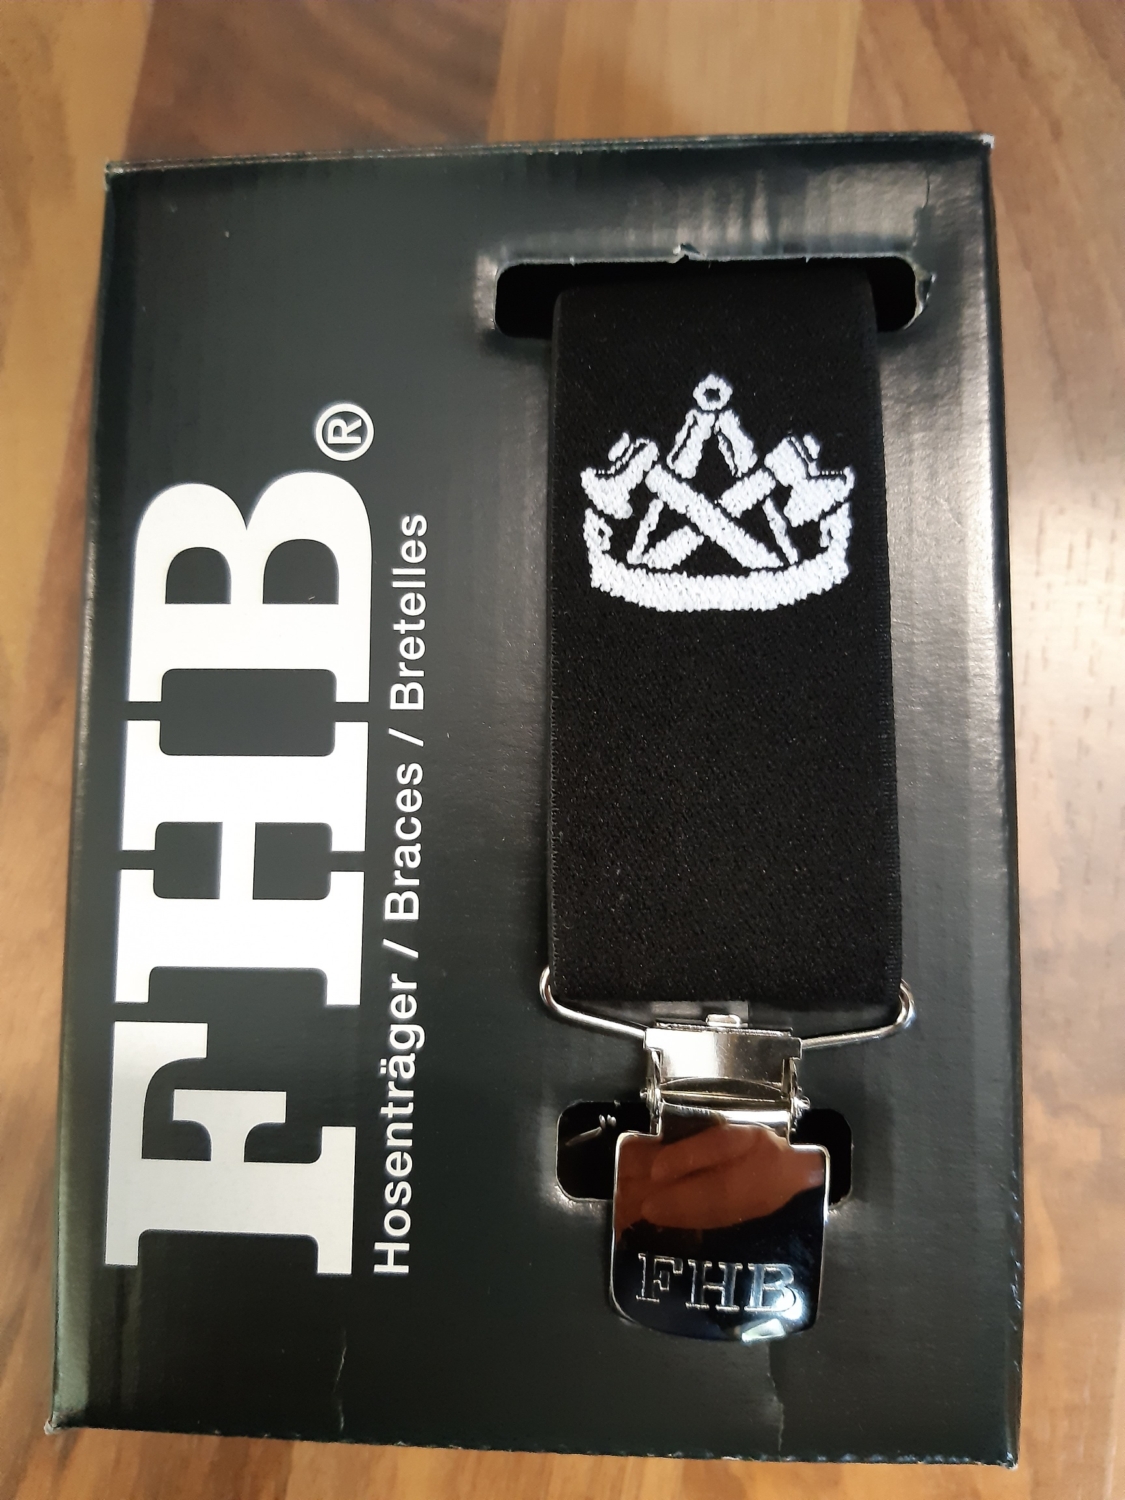 FHB®
Hosenträger / Braces / Bretelles
FHB